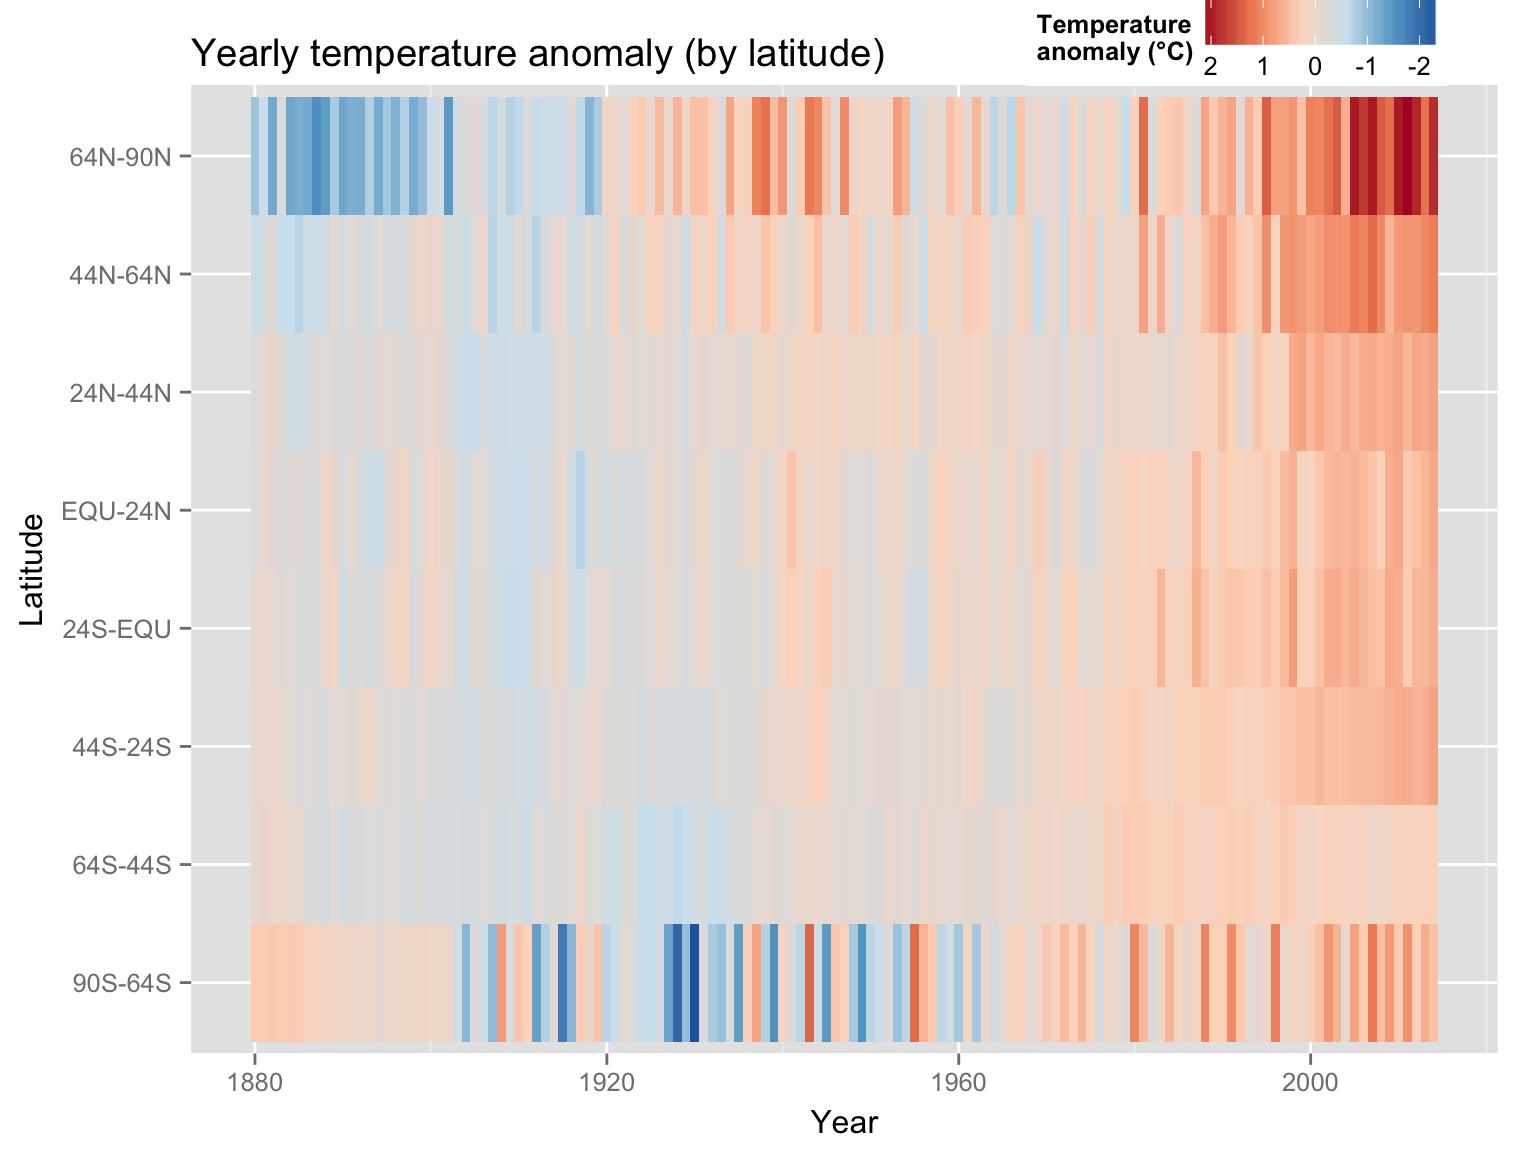 Yearly temperature anomaly (by latitude)
Temperature
anomaly (°C)
2 1 0 -1 -2
Latitude
64N-90N
44N-64N
24N-44N
EQU-24N
24S-EQU
44S-24S
64S-44S
90S-64S
1880 1920 1960 2000
Year